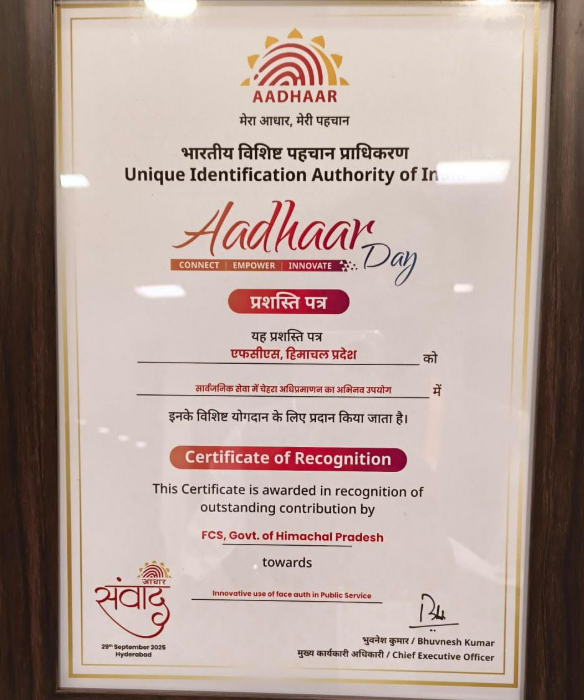 AADHAAR
मेरा आधार, मेरी पहचान
भारतीय विशिष्ट पहचान प्राधिकरण
Unique Identification Authority of
Aadhaar Day
CONNECT | EMPOWER | INNOVATE
प्रशस्ति पत्र
यह प्रशस्ति पत्र
एफसीएस, हिमाचल प्रदेश को
सार्वजनिक सेवा में चेहरा अधिप्रमाणन का अभिनव उपयोग में
इनके विशिष्ट योगदान के लिए प्रदान किया जाता है।
Certificate of Recognition
This Certificate is awarded in recognition of
outstanding contribution by
FCS, Govt. of Himachal Pradesh
towards
Innovative use of face auth in Public Service
आधार
संवाद
29th September 2025
Hyderabad
भुवनेश कुमार / Bhuvnesh Kumar
मुख्य कार्यकारी अधिकारी / Chief Executive Officer